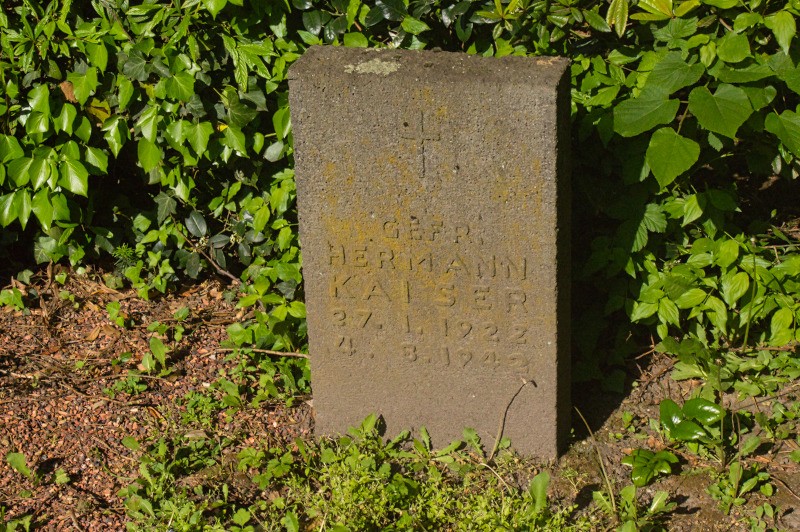 GEFR.
HERMANN
KAISER
27. 1. 1922
4. 8. 1942